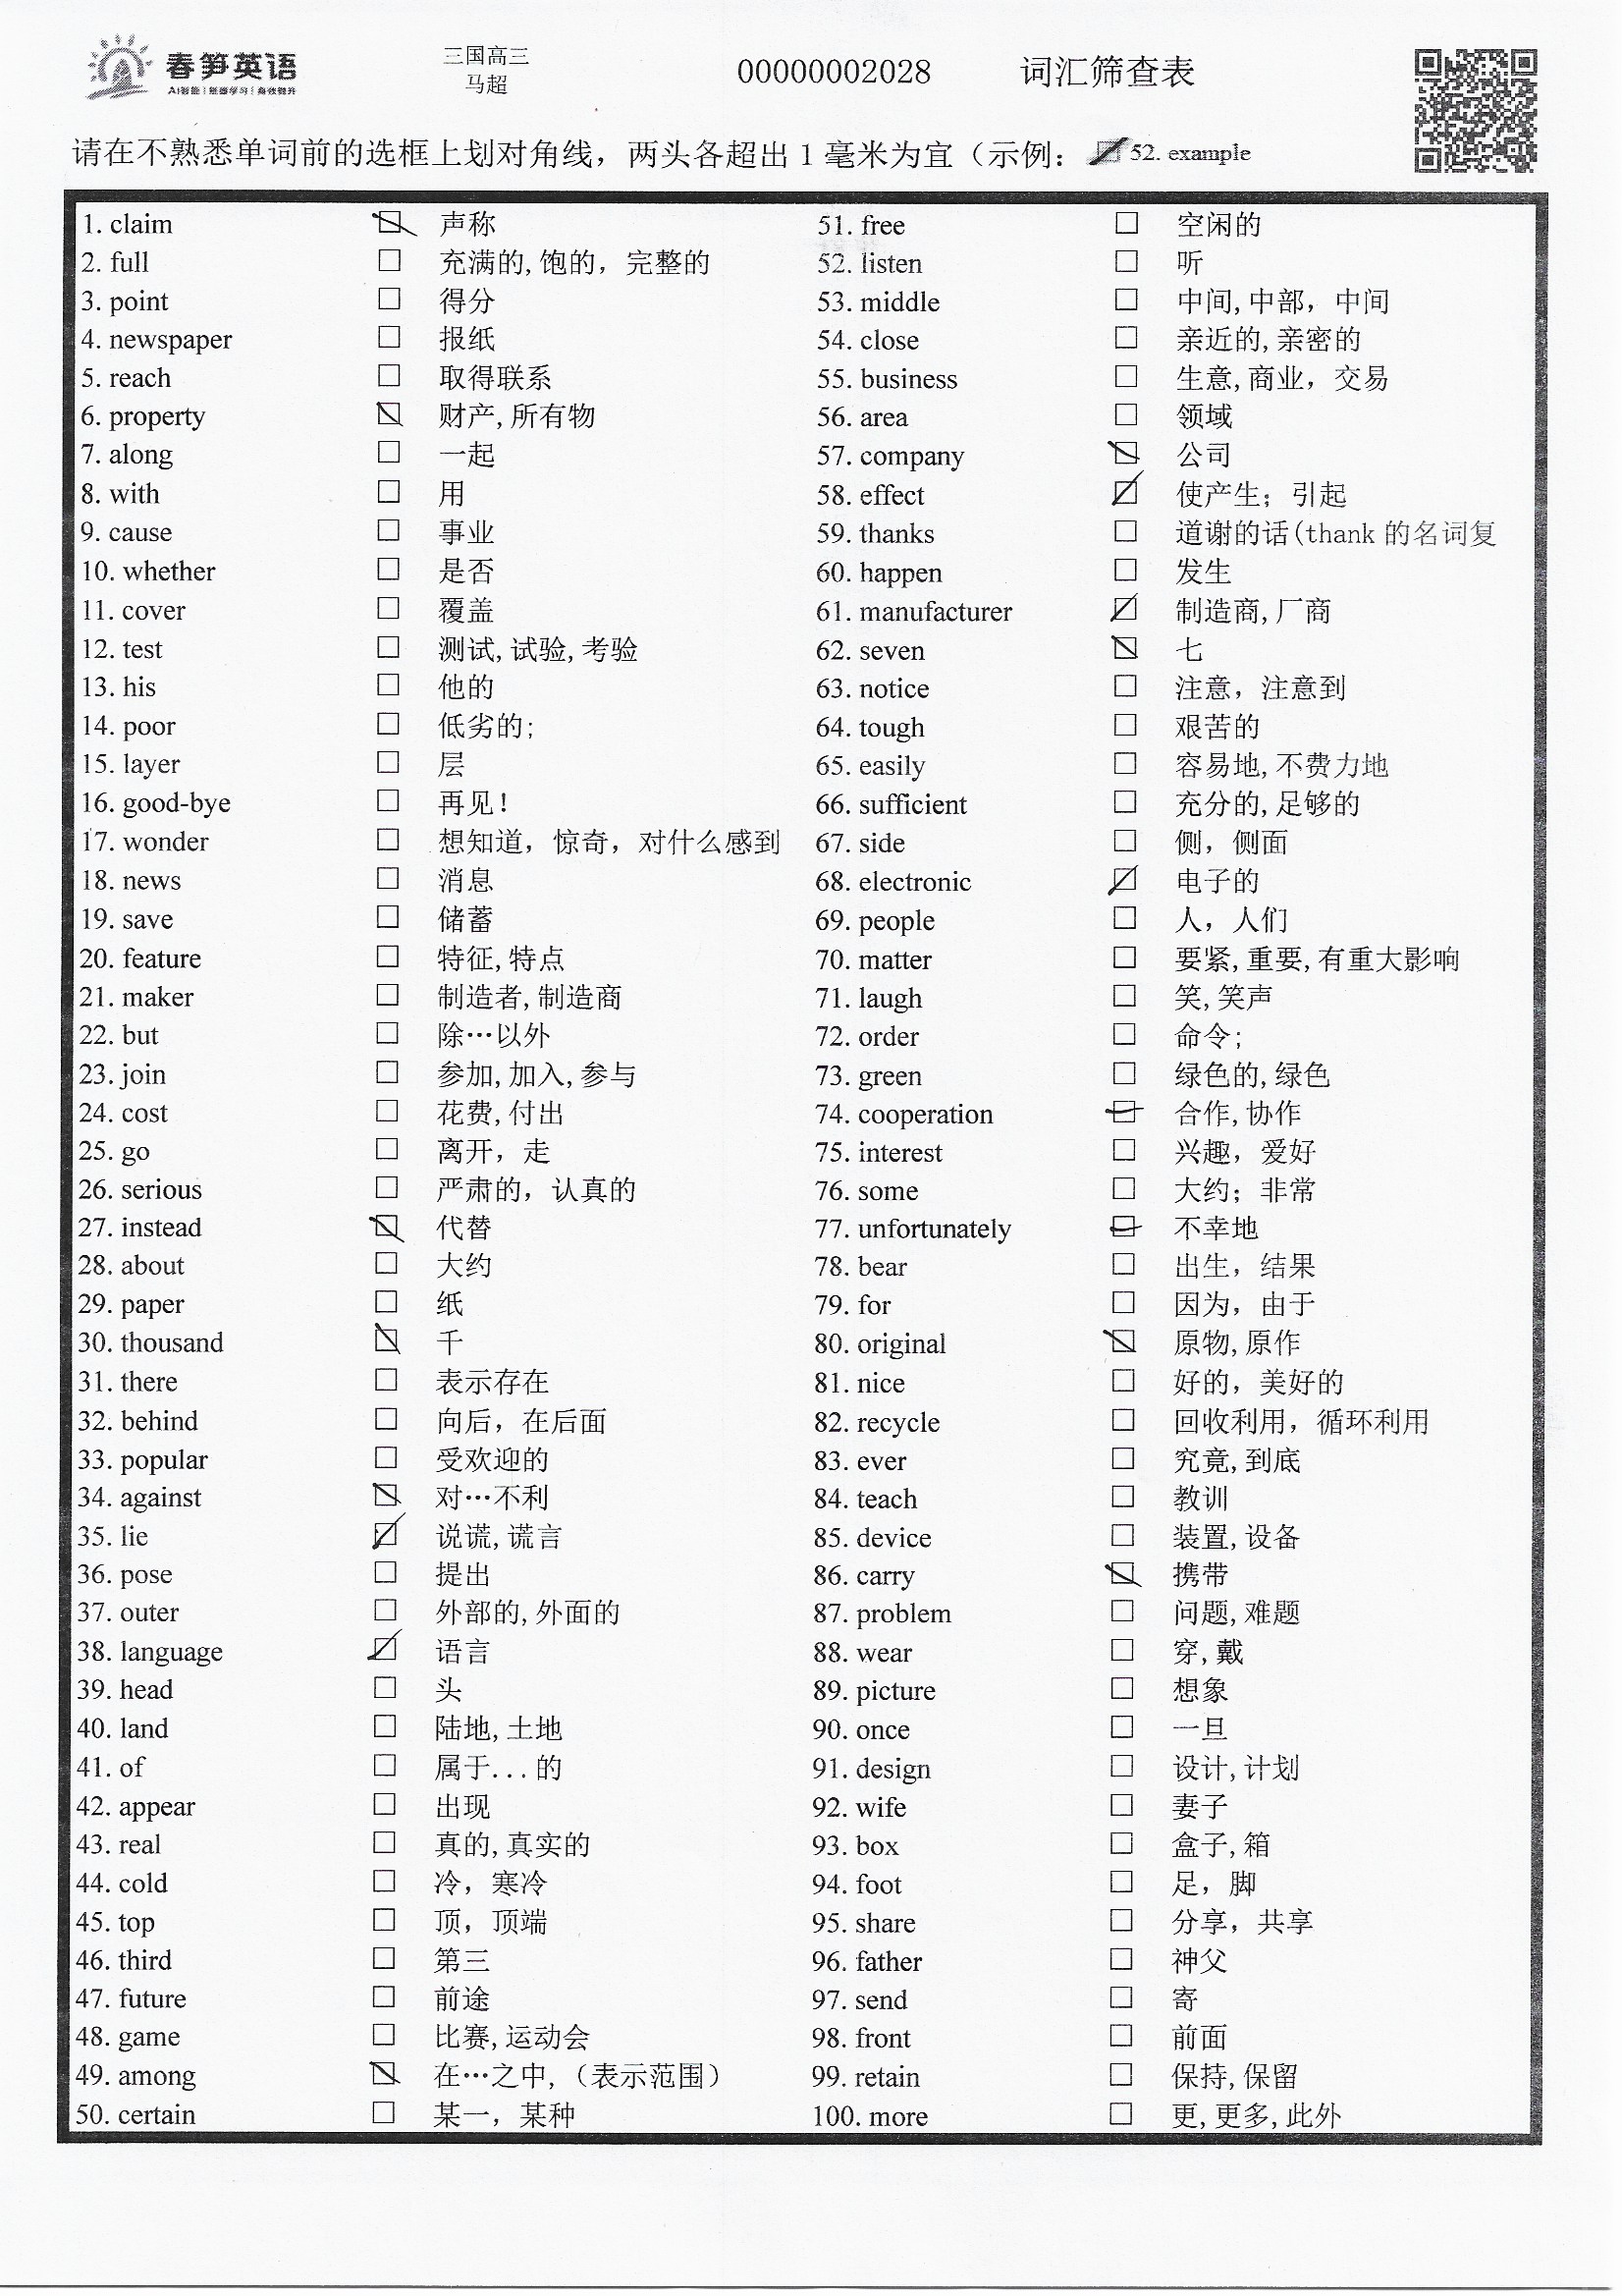 春笋英语
AI智能 | 纸媒学习 | 高效提升
三国高三
马超
00000002028
词汇筛查表
请在不熟悉单词前的选框上划对角线，两头各超出 1 毫米为宜（示例： 52. example
1. claim 声称
2. full 充满的,饱的，完整的
3. point 得分
4. newspaper 报纸
5. reach 取得联系
6. property 财产,所有物
7. along 一起
8. with 用
9. cause 事业
10. whether 是否
11. cover 覆盖
12. test 测试,试验,考验
13. his 他的
14. poor 低劣的;
15. layer 层
16. good-bye 再见！
17. wonder 想知道，惊奇，对什么感到
18. news 消息
19. save 储蓄
20. feature 特征,特点
21. maker 制造者,制造商
22. but 除…以外
23. join 参加,加入,参与
24. cost 花费,付出
25. go 离开，走
26. serious 严肃的，认真的
27. instead 代替
28. about 大约
29. paper 纸
30. thousand 千
31. there 表示存在
32. behind 向后，在后面
33. popular 受欢迎的
34. against 对…不利
35. lie 说谎,谎言
36. pose 提出
37. outer 外部的,外面的
38. language 语言
39. head 头
40. land 陆地,土地
41. of 属于...的
42. appear 出现
43. real 真的,真实的
44. cold 冷，寒冷
45. top 顶，顶端
46. third 第三
47. future 前途
48. game 比赛,运动会
49. among 在…之中,（表示范围）
50. certain 某一，某种
51. free 空闲的
52. listen 听
53. middle 中间,中部，中间
54. close 亲近的,亲密的
55. business 生意,商业，交易
56. area 领域
57. company 公司
58. effect 使产生；引起
59. thanks 道谢的话(thank 的名词复
60. happen 发生
61. manufacturer 制造商,厂商
62. seven 七
63. notice 注意，注意到
64. tough 艰苦的
65. easily 容易地,不费力地
66. sufficient 充分的,足够的
67. side 侧，侧面
68. electronic 电子的
69. people 人，人们
70. matter 要紧,重要,有重大影响
71. laugh 笑,笑声
72. order 命令;
73. green 绿色的,绿色
74. cooperation 合作,协作
75. interest 兴趣，爱好
76. some 大约；非常
77. unfortunately 不幸地
78. bear 出生，结果
79. for 因为，由于
80. original 原物,原作
81. nice 好的，美好的
82. recycle 回收利用，循环利用
83. ever 究竟,到底
84. teach 教训
85. device 装置,设备
86. carry 携带
87. problem 问题,难题
88. wear 穿,戴
89. picture 想象
90. once 一旦
91. design 设计,计划
92. wife 妻子
93. box 盒子,箱
94. foot 足，脚
95. share 分享，共享
96. father 神父
97. send 寄
98. front 前面
99. retain 保持,保留
100. more 更,更多,此外